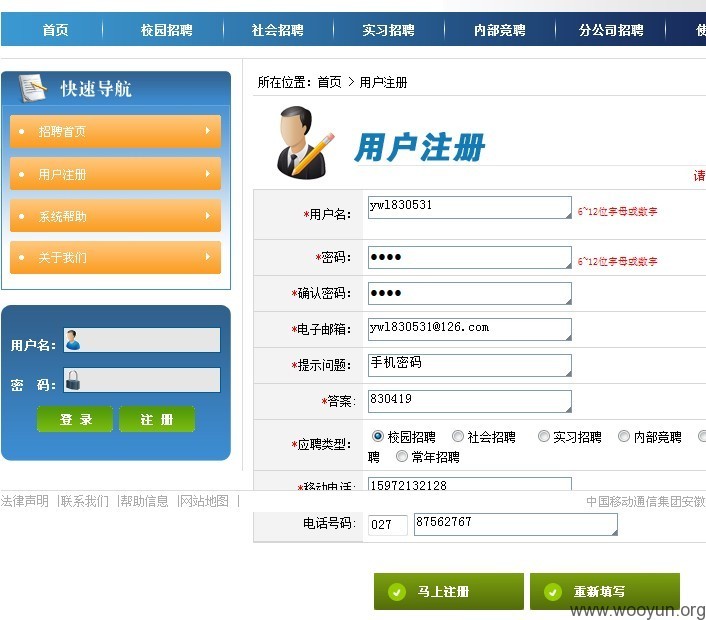 首页 校园招聘 社会招聘 实习招聘 内部竞聘 分公司招聘
快速导航
招聘首页
用户注册
系统帮助
关于我们
用户名：
密 码：
登 录 注 册
所在位置：首页 > 用户注册
用户注册
请
*用户名： ywl830531 6~12位字母或数字
*密码： ●●●● 6~12位字母或数字
*确认密码： ●●●●
*电子邮箱： ywl830531@126.com
*提示问题： 手机密码
*答案： 830419
*应聘类型： 校园招聘 社会招聘 实习招聘 内部竞聘
聘 常年招聘
*移动电话： 15972132128
法律声明 |联系我们 |帮助信息 |网站地图 | 中国移动通信集团安徽
电话号码： 027 87562767
马上注册 重新填写
www.wooyun.org